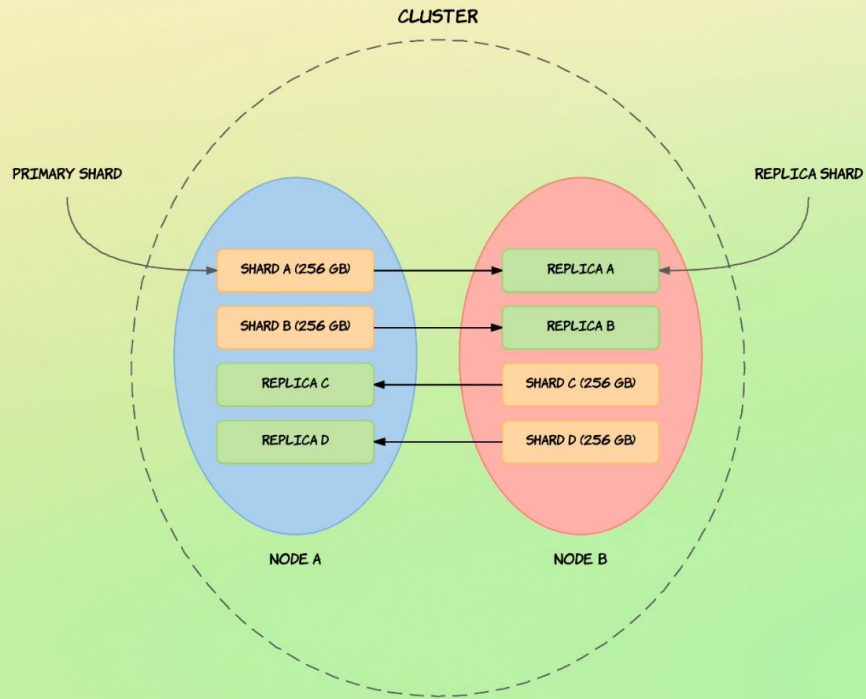 CLUSTER
PRIMARY SHARD
REPLICA SHARD
SHARD A (256 GB)
REPLICA A
SHARD B (256 GB)
REPLICA B
REPLICA C
SHARD C (256 GB)
REPLICA D
SHARD D (256 GB)
NODE A
NODE B